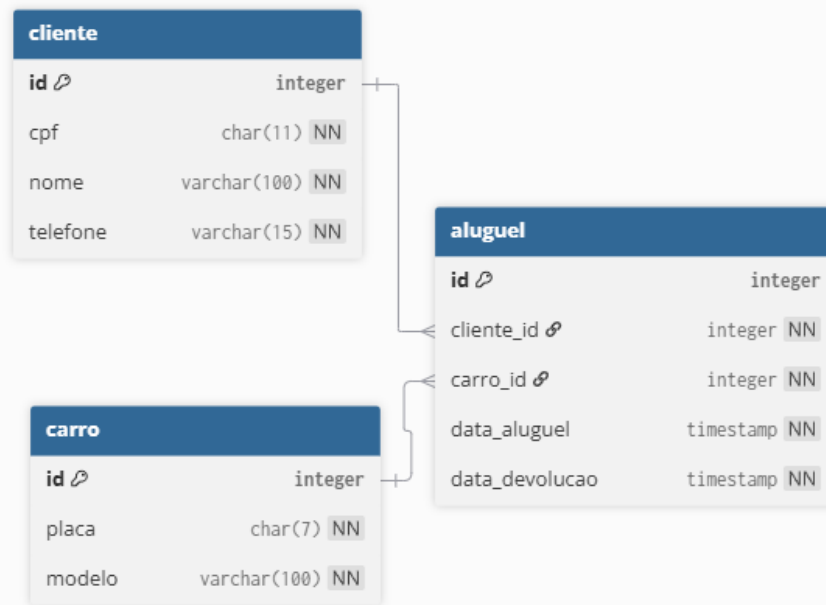 cliente
id integer
cpf char(11) NN
nome varchar(100) NN
telefone varchar(15) NN
aluguel
id integer
cliente_id integer NN
carro_id integer NN
data_aluguel timestamp NN
data_devolucao timestamp NN
carro
id integer
placa char(7) NN
modelo varchar(100) NN